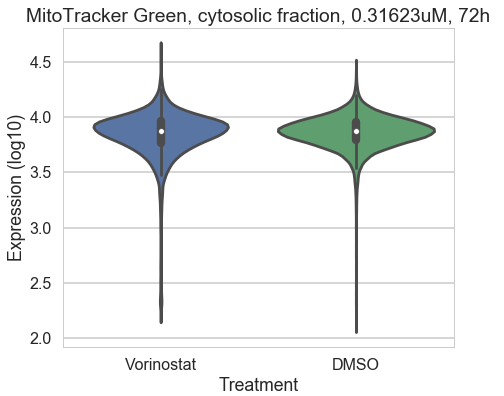 MitoTracker Green, cytosolic fraction, 0.31623uM, 72h
Expression (log10)
4.5
4.0
3.5
3.0
2.5
2.0
Vorinostat
DMSO
Treatment